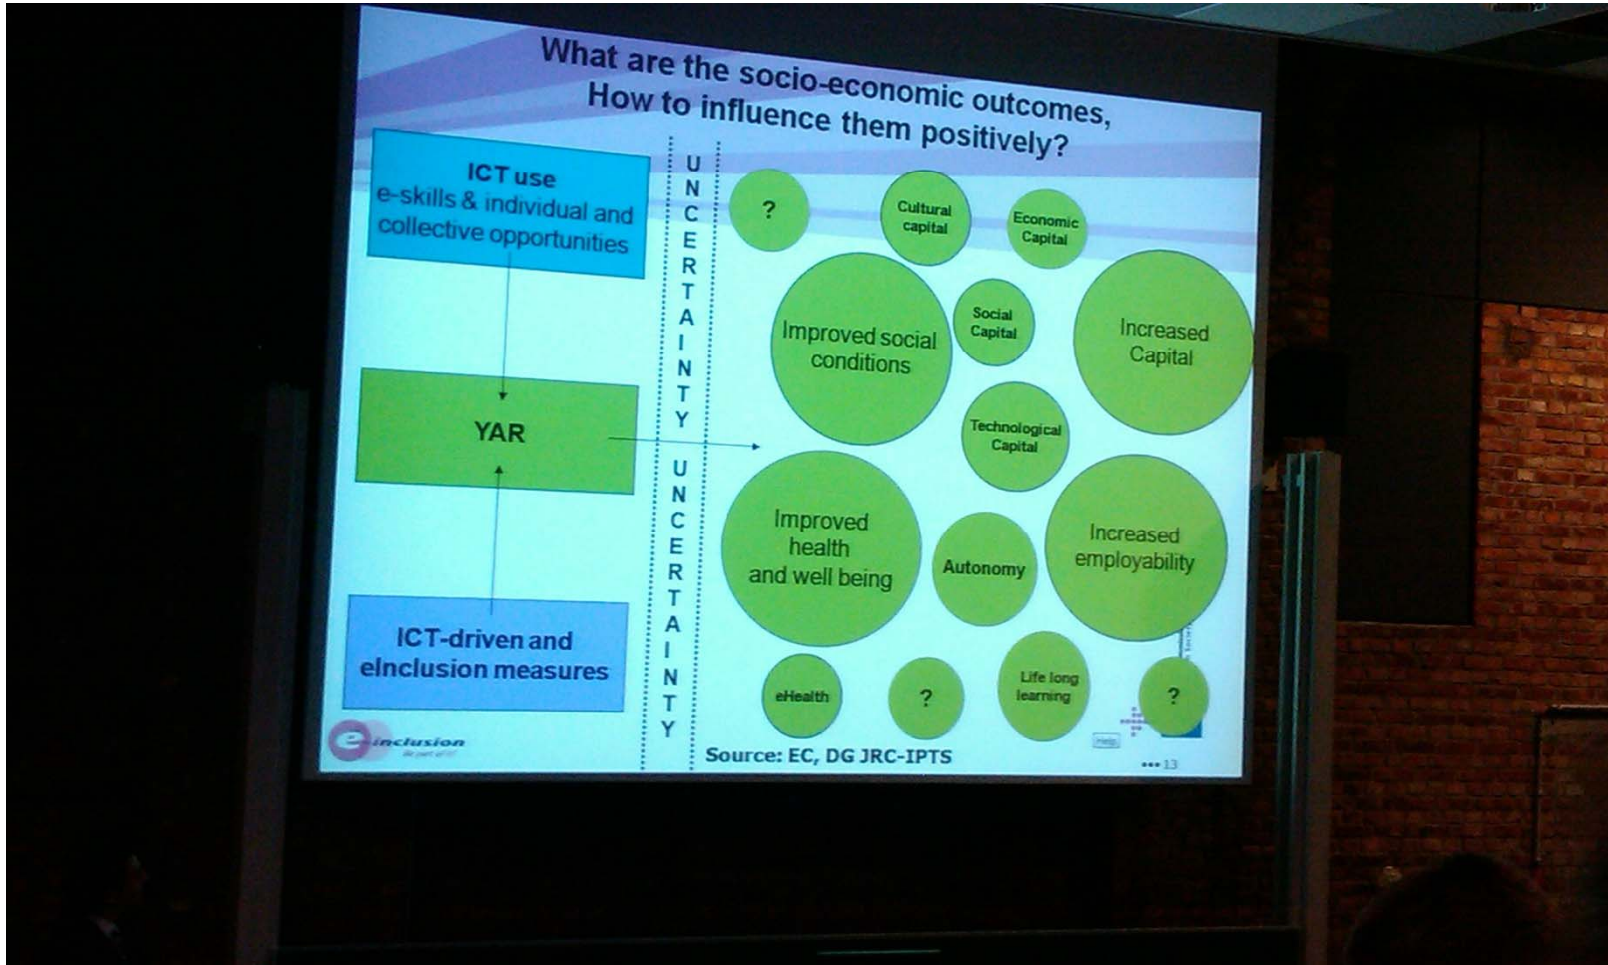 What are the socio-economic outcomes,
How to influence them positively?
ICT use
e-skills & individual and
collective opportunities
YAR
ICT-driven and
eInclusion measures
UNCERTAINTY
UNCERTAINTY
?
Cultural
capital
Economic
Capital
Improved social
conditions
Social
Capital
Increased
Capital
Technological
Capital
Improved
health
and well being
Autonomy
Increased
employability
eHealth
?
Life long
learning
?
e-inclusion
Source: EC, DG JRC-IPTS
Help
••• 13